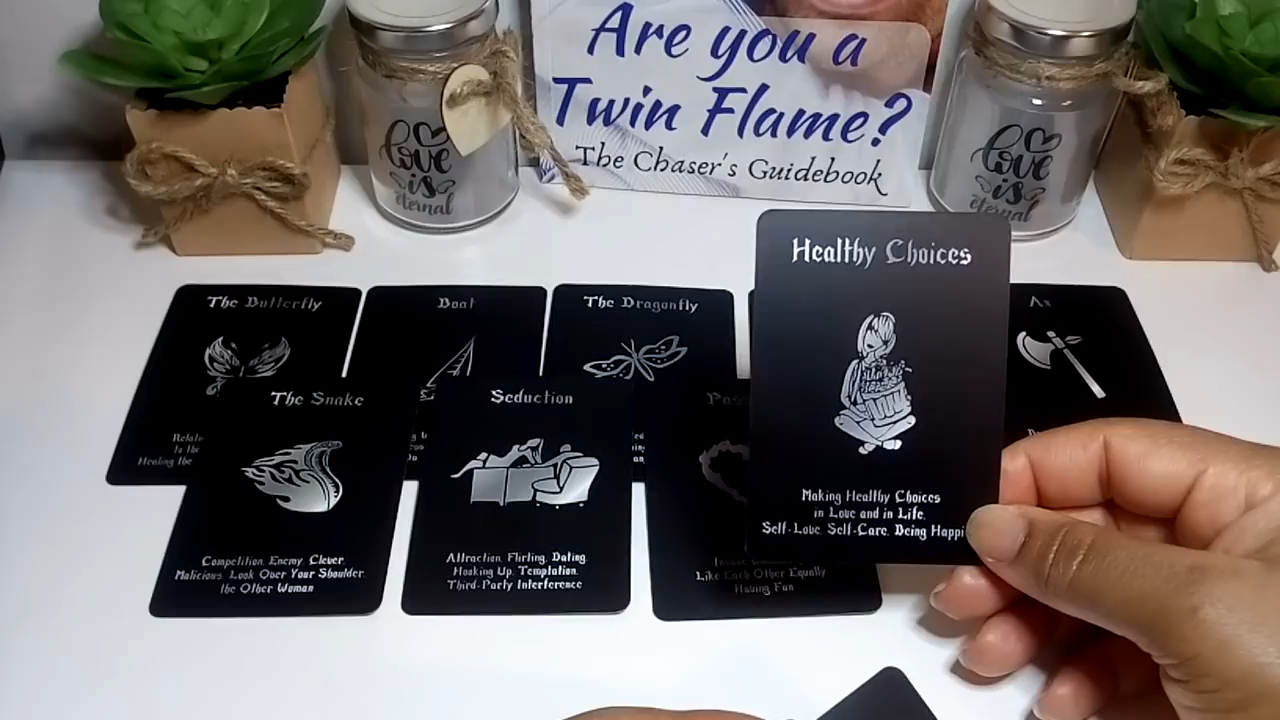 Are you a
Twin Flame?
The Chaser's Guidebook
love
is
eternal
love
is
eternal
Healthy Choices
Making Healthy Choices
in Love and in Life.
Self-Love. Self-Care. Being Happi
The Butterfly
Healing the
Boat
The Dragonfly
Ax
The Snake
Competition. Enemy. Clever.
Malicious. Look Over Your Shoulder.
the Other Woman
Seduction
Attraction. Flirting. Dating
Hooking Up. Temptation.
Third-Party Interference
Like Each Other Equally
Having Fun